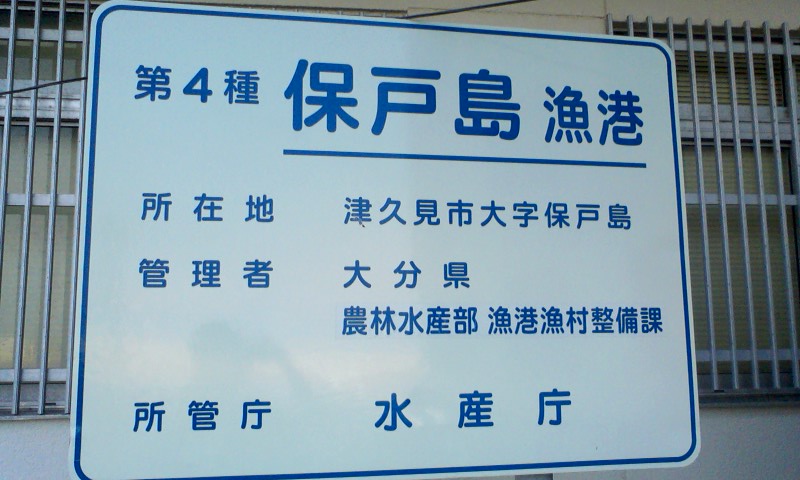 第4種 保戸島 漁港
所在地 津久見市大字保戸島
管理者 大分県
農林水産部 漁港漁村整備課
所管庁 水産庁